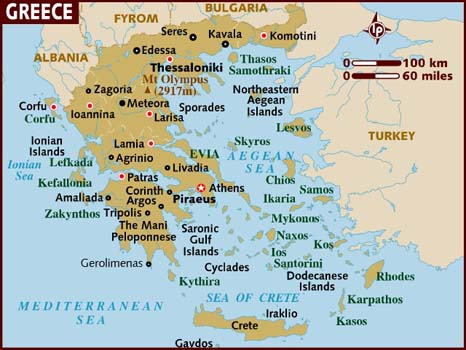 GREECE
BULGARIA
FYROM
ALBANIA
Seres
Kavala
Komotini
Edessa
Thessaloniki
Thasos
Samothraki
Mt Olympus
(2917m)
lp
0 100 km
0 60 miles
Zagoria
Meteora
Corfu
Corfu
Ioannina
Larisa
Sporades
Northeastern
Aegean
Islands
TURKEY
Ionian
Islands
Ionian
Sea
Lefkada
Lamia
Agrinio
EVIA
Skyros
Lesvos
AEGEAN
SEA
Kefallonia
Patras
Livadia
Athens
Chios
Samos
Ikaria
Amaliada
Corinth
Piraeus
Argos
Zakynthos
Tripolis
The Mani
Peloponnese
Mykonos
Naxos
Kos
Saronic
Gulf
Islands
Ios
Santorini
Gerolimenas
Cyclades
Dodecanese
Islands
Rhodes
Kythira
MEDITERRANEAN
SEA
SEA OF CRETE
Karpathos
Iraklio
Kasos
Crete
Gavdos